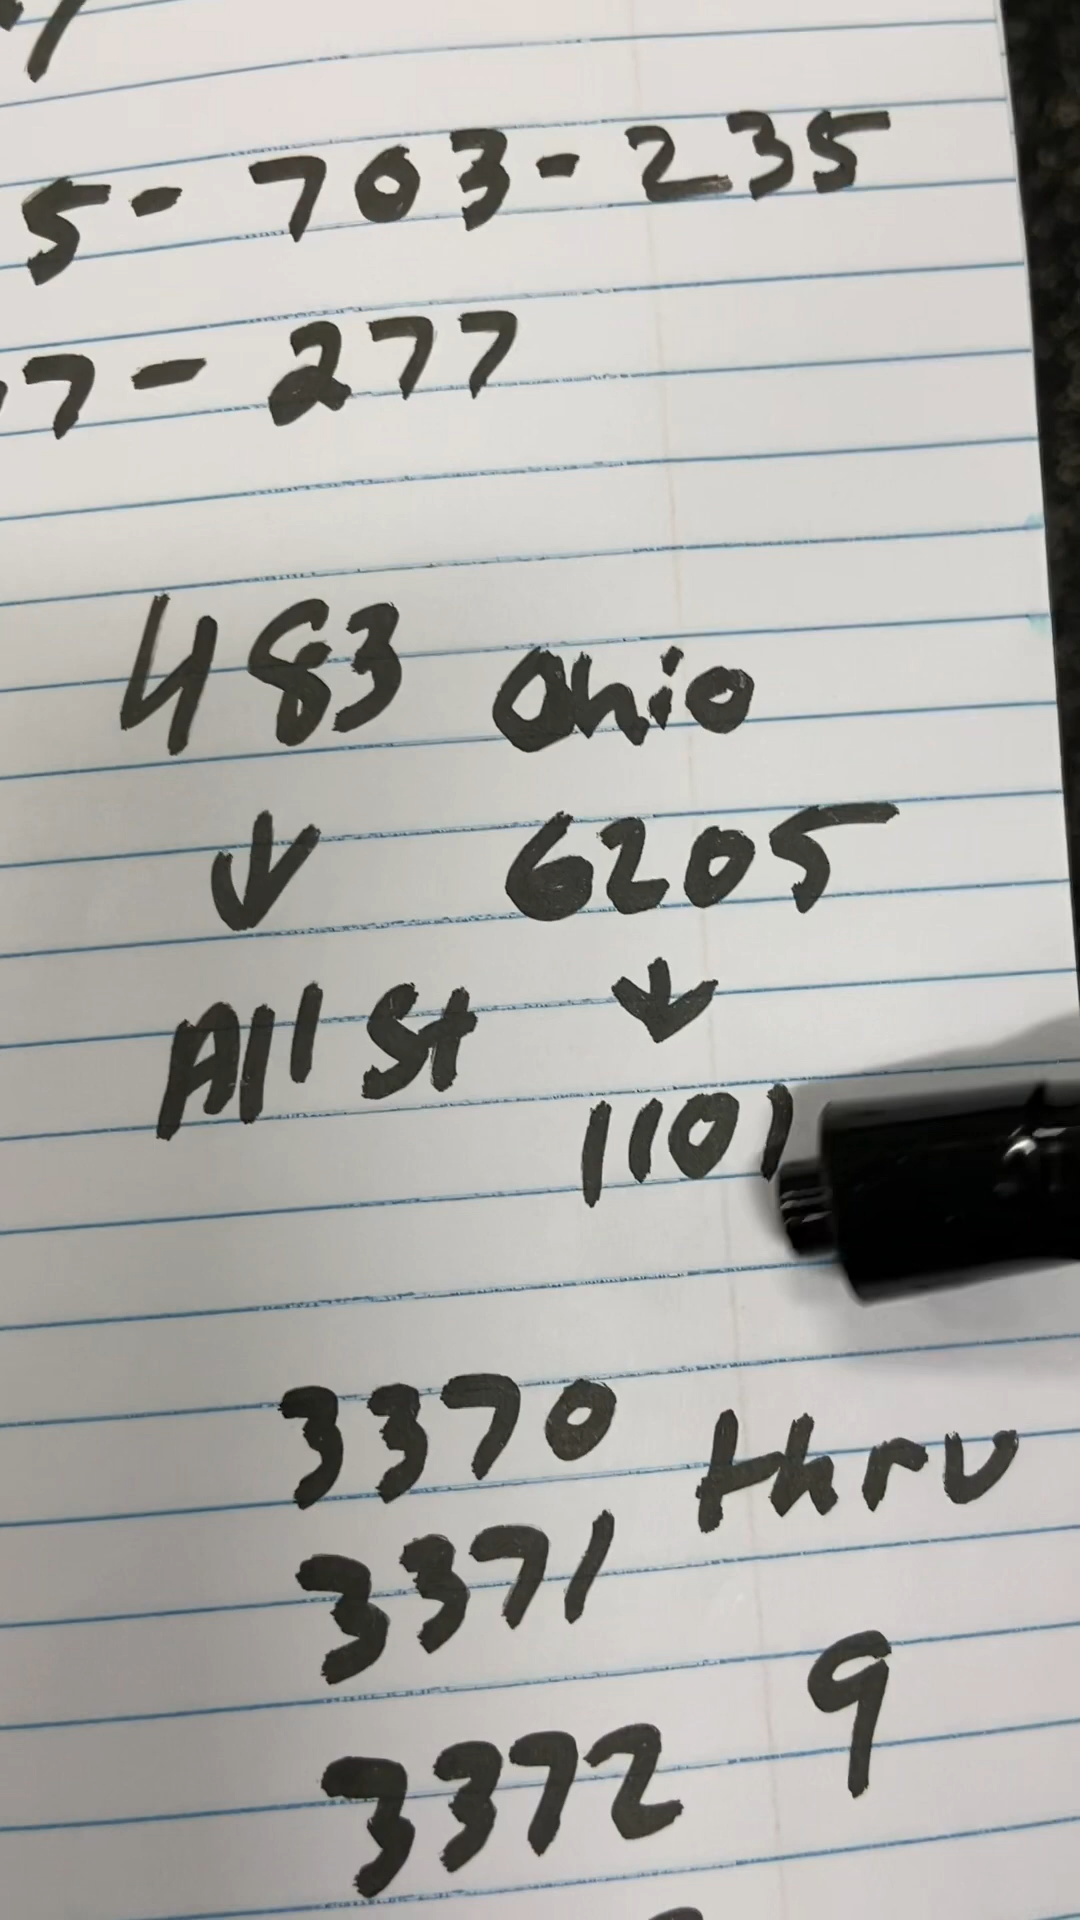 5 - 703 - 235
7 - 277
483 Ohio
↓ 6205
All St ↓
1101
3370 thru
3371
3372 9